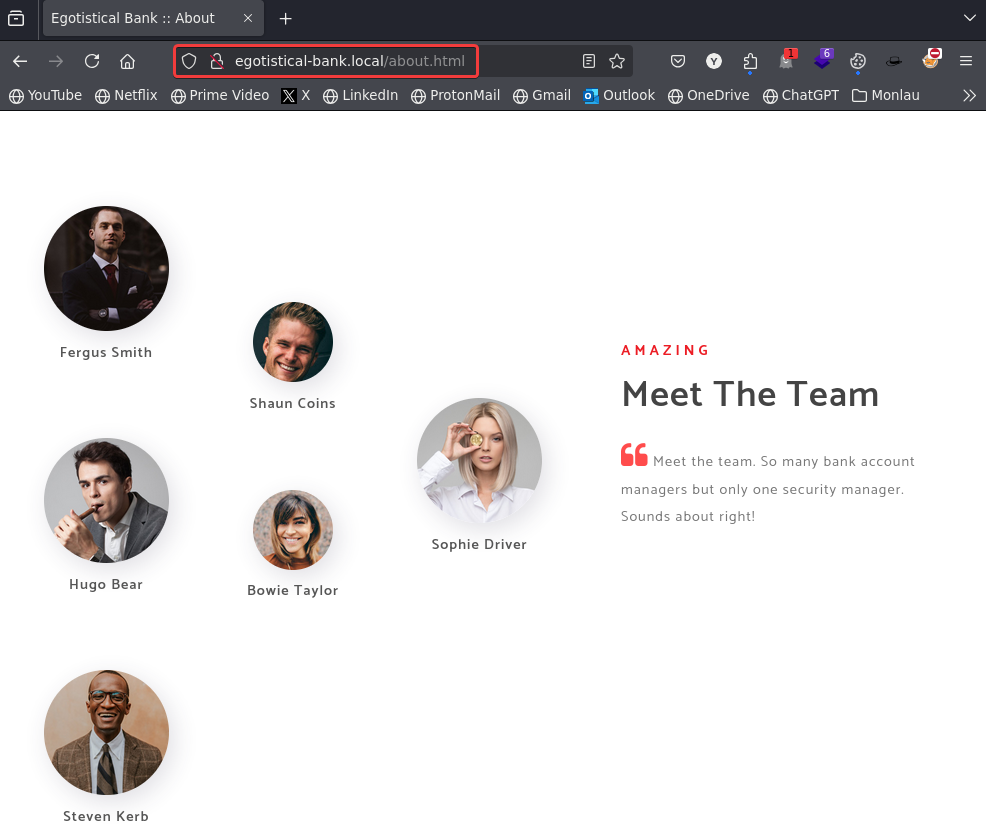 Egotistical Bank :: About
egotistical-bank.local/about.html
Y
1
6
YouTube Netflix Prime Video X LinkedIn ProtonMail Gmail Outlook OneDrive ChatGPT Monlau
Fergus Smith
Shaun Coins
Hugo Bear
Bowie Taylor
Sophie Driver
Steven Kerb
AMAZING
Meet The Team
Meet the team. So many bank account
managers but only one security manager.
Sounds about right!